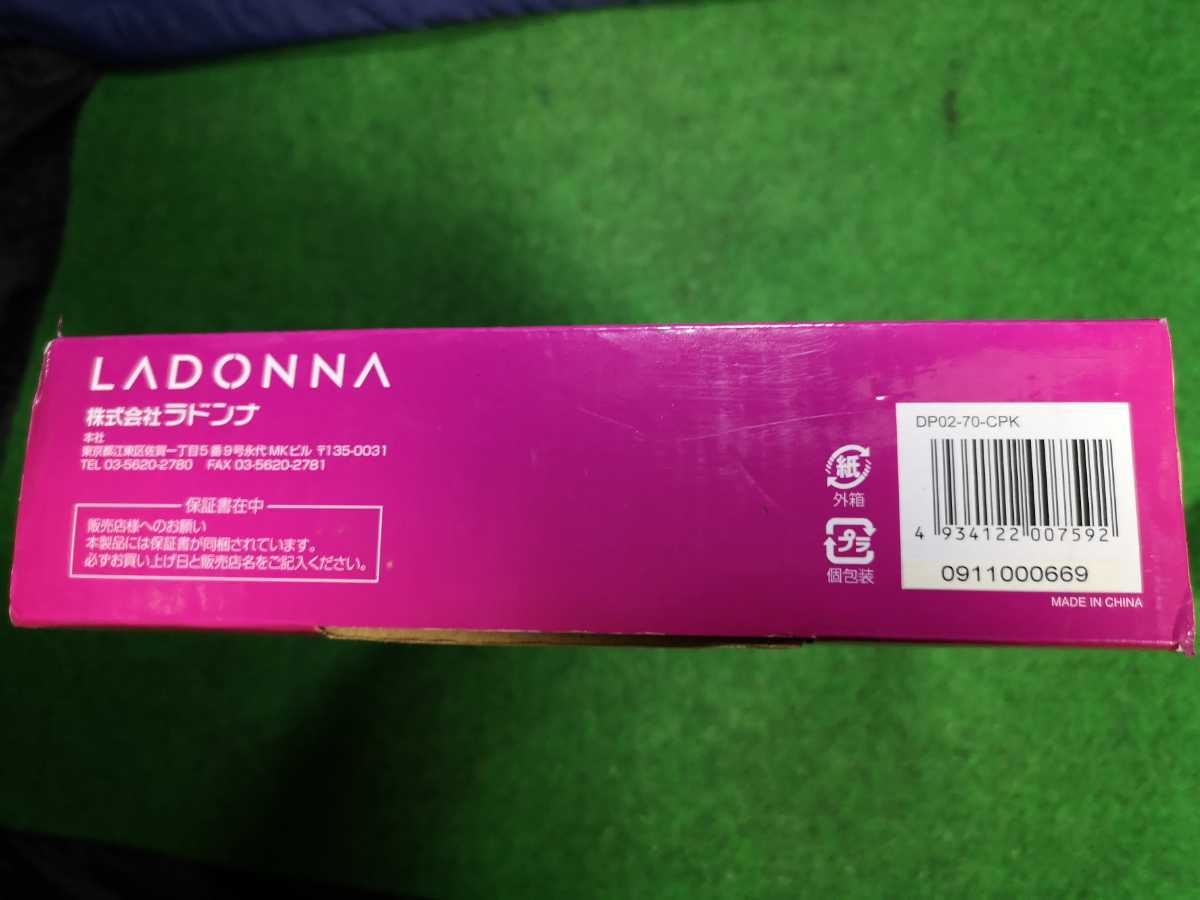 LADONNA
株式会社ラドンナ
本社
東京都江東区佐賀一丁目5番9号永代MKビル 〒135-0031
TEL 03-5620-2780 FAX 03-5620-2781
保証書在中
販売店様へのお願い
本製品には保証書が同梱されています。
必ずお買い上げ日と販売店名をご記入ください。
紙
外箱
プラ
個包装
DP02-70-CPK
4 934122 007592
0911000669
MADE IN CHINA